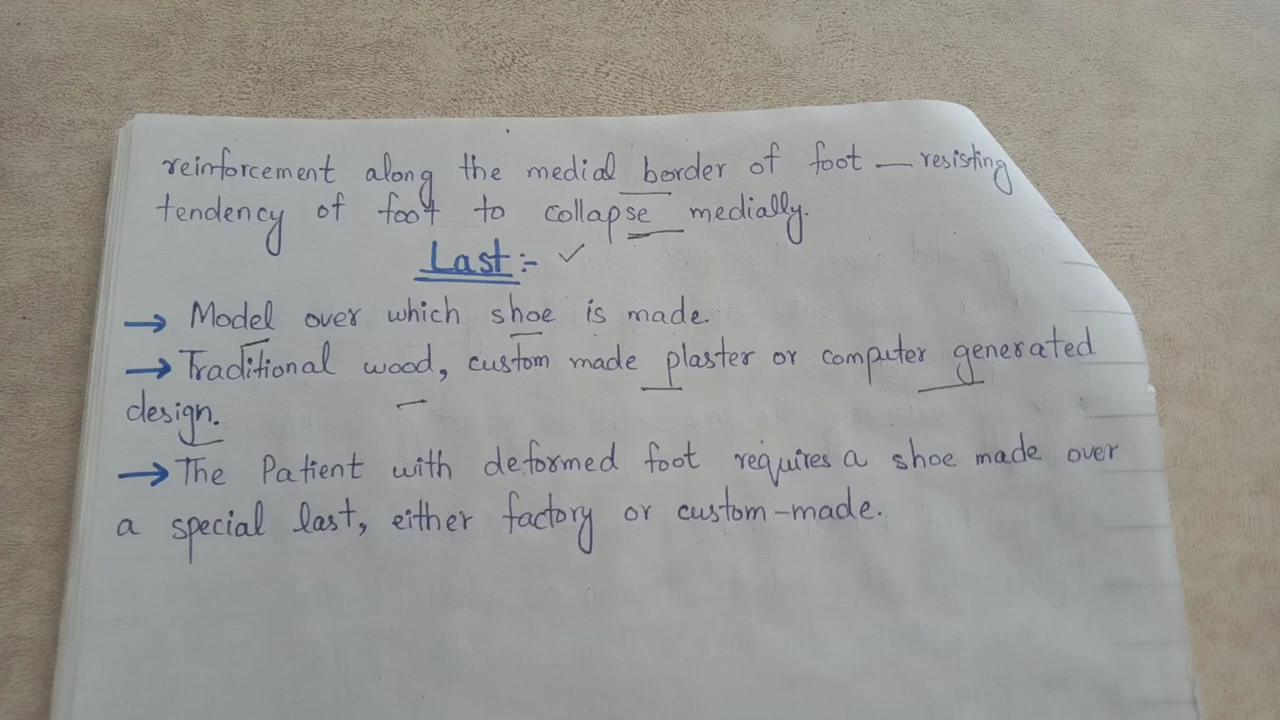 reinforcement along the medial border of foot — resisting
tendency of foot to collapse medially.
Last :- ✓
→ Model over which shoe is made.
→ Traditional wood, custom made plaster or computer generated
design.
→ The Patient with deformed foot requires a shoe made over
a special last, either factory or custom-made.